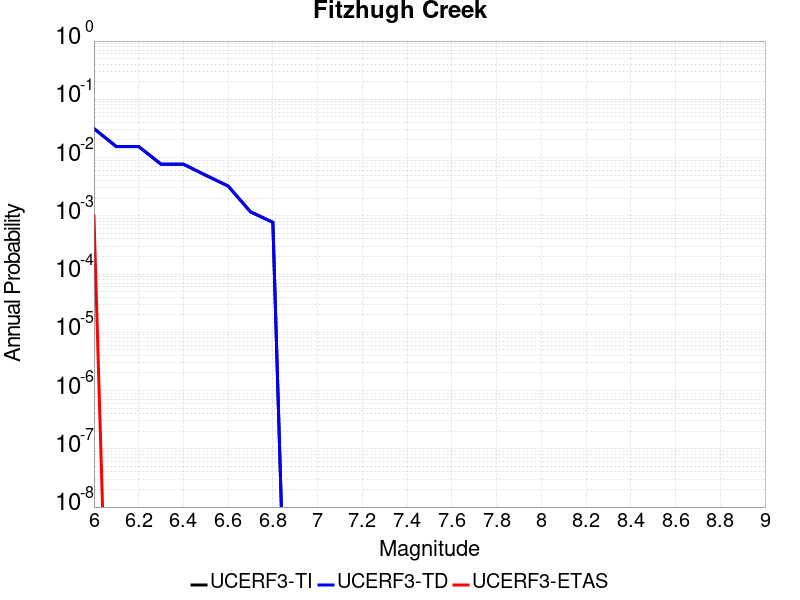 Fitzhugh Creek
10^0
10^-1
10^-2
10^-3
10^-4
10^-5
10^-6
10^-7
10^-8
Annual Probability
6 6.2 6.4 6.6 6.8 7 7.2 7.4 7.6 7.8 8 8.2 8.4 8.6 8.8 9
Magnitude
UCERF3-TI UCERF3-TD UCERF3-ETAS